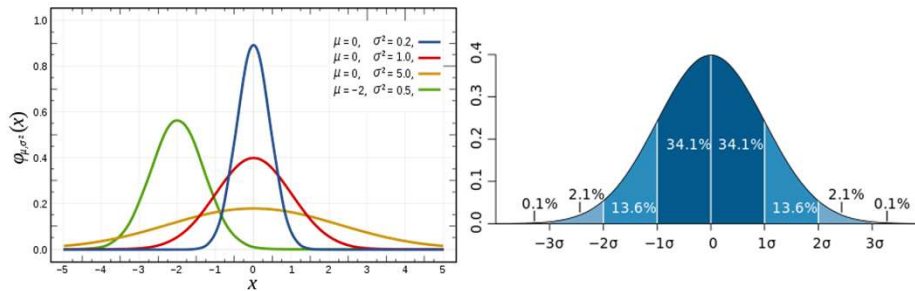 1.0
0.8
0.6
0.4
0.2
0.0
φμ,σ²(x)
μ = 0, σ² = 0.2,
μ = 0, σ² = 1.0,
μ = 0, σ² = 5.0,
μ = −2, σ² = 0.5,
−5 −4 −3 −2 −1 0 1 2 3 4 5
x
0.4
0.3
0.2
0.1
0.0
34.1% 34.1%
0.1% 2.1% 13.6% 13.6% 2.1% 0.1%
−3σ −2σ −1σ 0 1σ 2σ 3σ